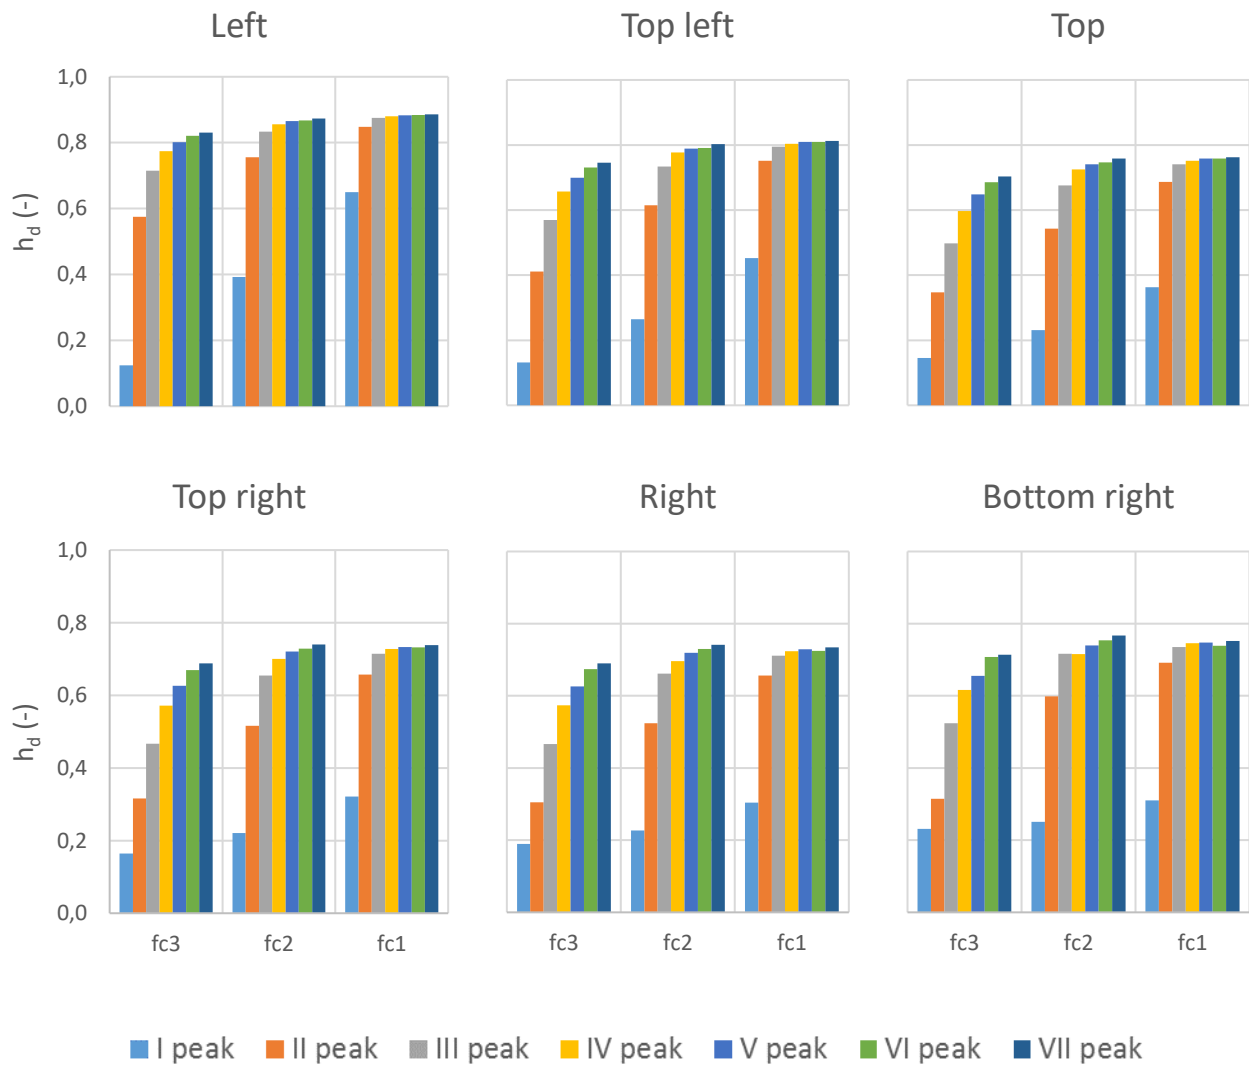 Left
Top left
Top
1,0
0,8
0,6
0,4
0,2
0,0
h_d (-)
Top right
Right
Bottom right
1,0
0,8
0,6
0,4
0,2
0,0
h_d (-)
fc3 fc2 fc1
fc3 fc2 fc1
fc3 fc2 fc1
I peak II peak III peak IV peak V peak VI peak VII peak